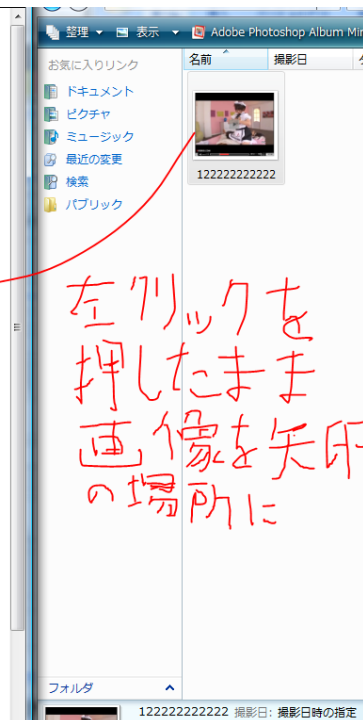 整理 表示 Adobe Photoshop Album Min
お気に入りリンク
名前 撮影日
ドキュメント
ピクチャ
ミュージック
最近の変更
検索
パブリック
122222222222
左クリックを
押したまま
画像を矢印
の場所に
フォルダ
122222222222 撮影日: 撮影日時の指定